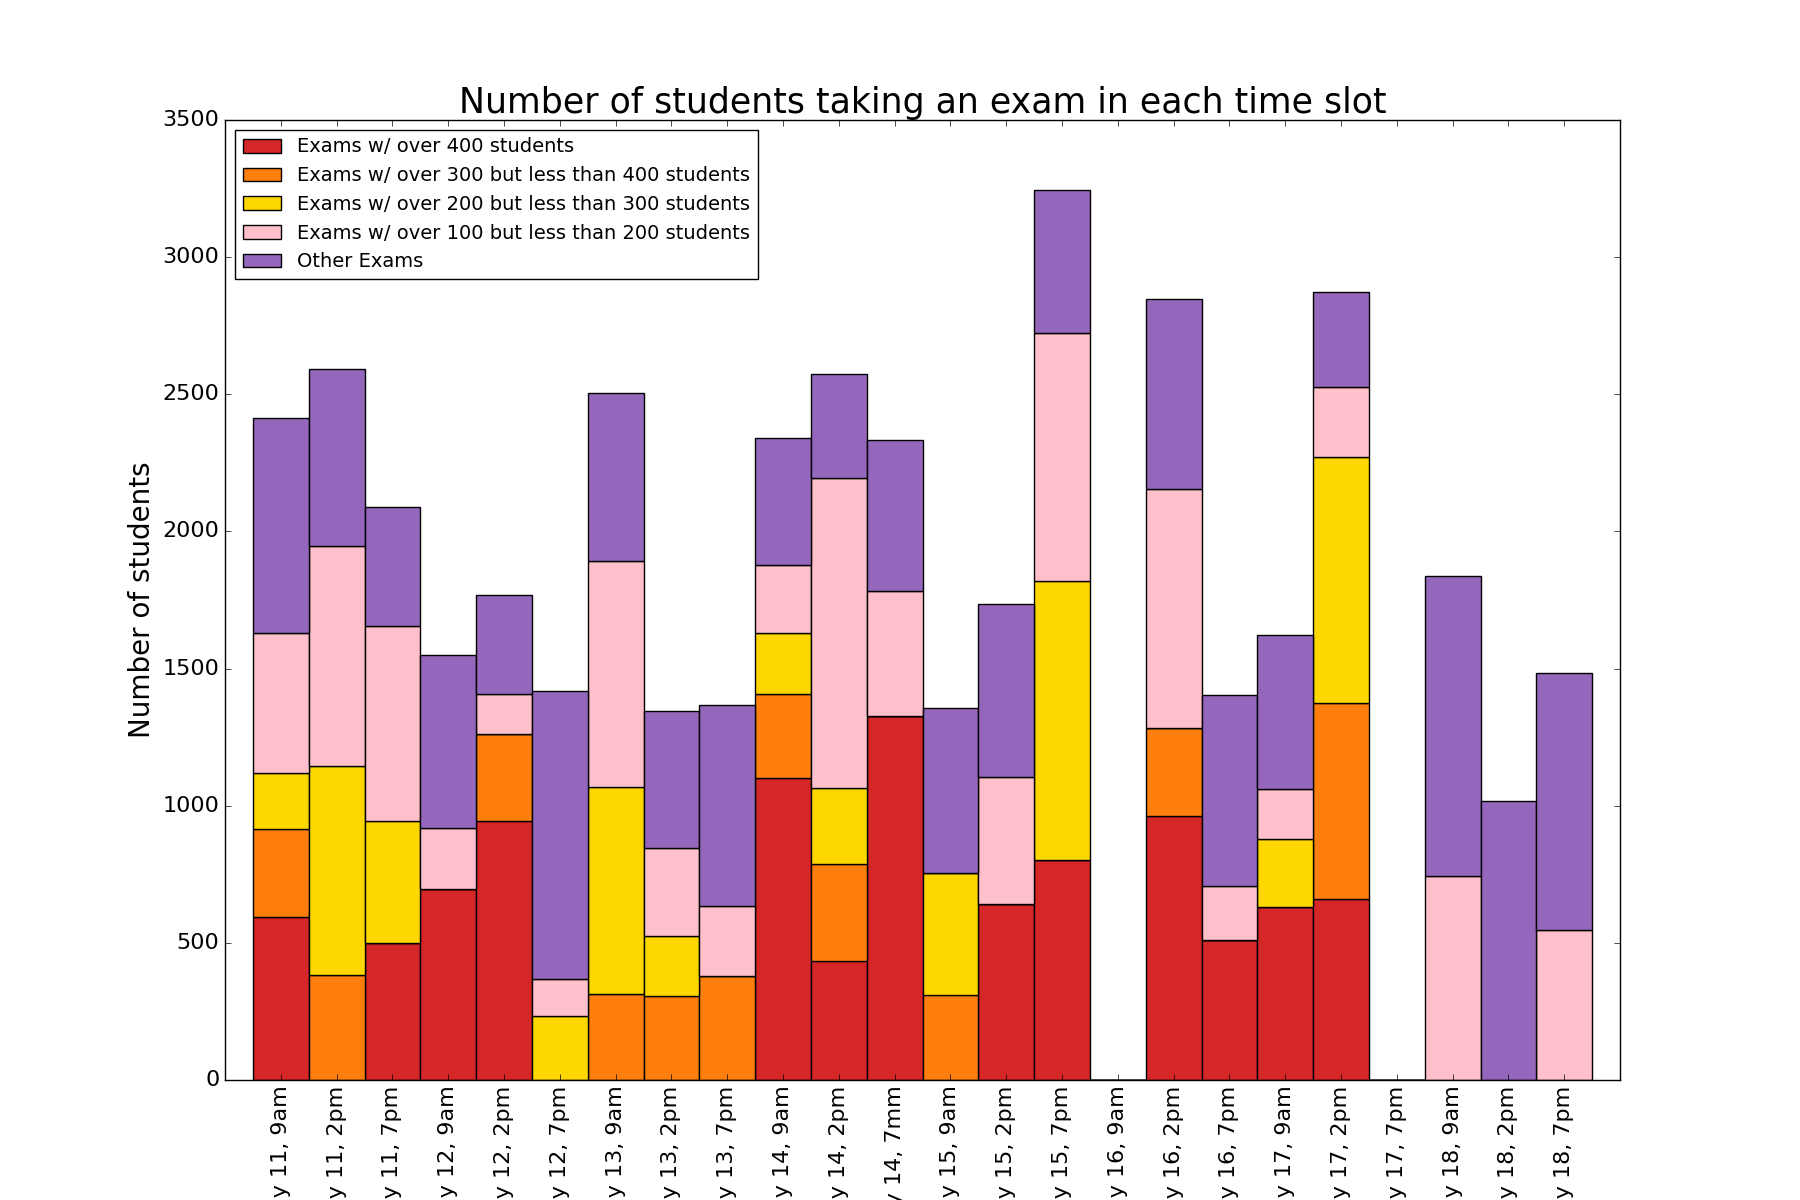 Number of students taking an exam in each time slot
3500
3000
2500
2000
1500
1000
500
0
Number of students
Exams w/ over 400 students
Exams w/ over 300 but less than 400 students
Exams w/ over 200 but less than 300 students
Exams w/ over 100 but less than 200 students
Other Exams
y 11, 9am
y 11, 2pm
y 11, 7pm
y 12, 9am
y 12, 2pm
y 12, 7pm
y 13, 9am
y 13, 2pm
y 13, 7pm
y 14, 9am
y 14, 2pm
y 14, 7mm
y 15, 9am
y 15, 2pm
y 15, 7pm
y 16, 9am
y 16, 2pm
y 16, 7pm
y 17, 9am
y 17, 2pm
y 17, 7pm
y 18, 9am
y 18, 2pm
y 18, 7pm